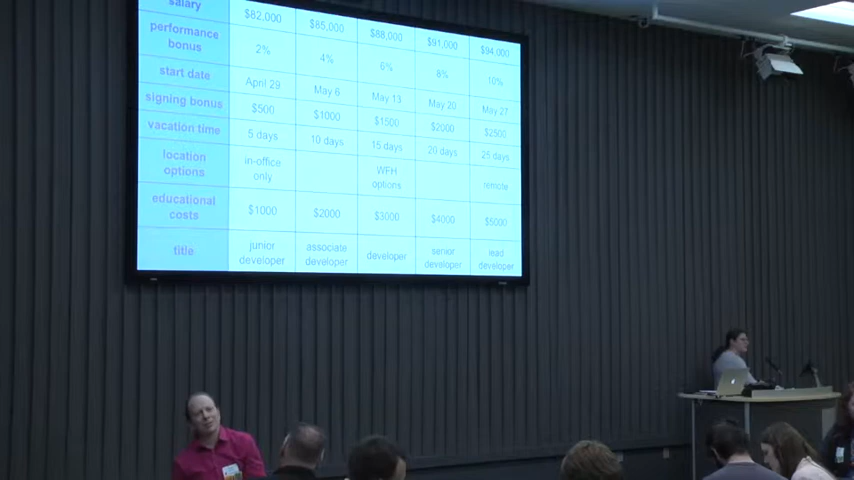 salary $82,000 $85,000 $88,000 $91,000 $94,000
performance bonus 2% 4% 6% 8% 10%
start date April 29 May 6 May 13 May 20 May 27
signing bonus $500 $1000 $1500 $2000 $2500
vacation time 5 days 10 days 15 days 20 days 25 days
location options in-office only WFH options remote
educational costs $1000 $2000 $3000 $4000 $5000
title junior developer associate developer developer senior developer lead developer